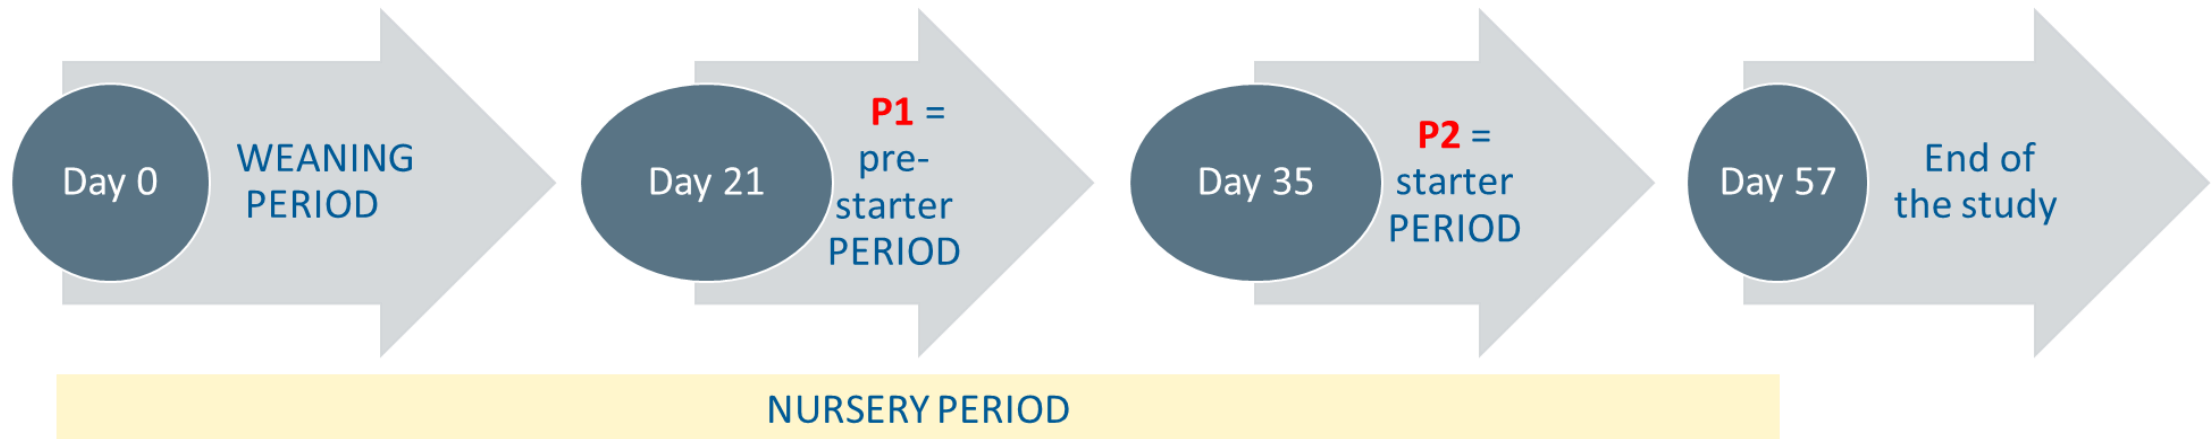 Day 0
WEANING
PERIOD
Day 21
P1 =
pre-
starter
PERIOD
Day 35
P2 =
starter
PERIOD
Day 57
End of
the study
NURSERY PERIOD